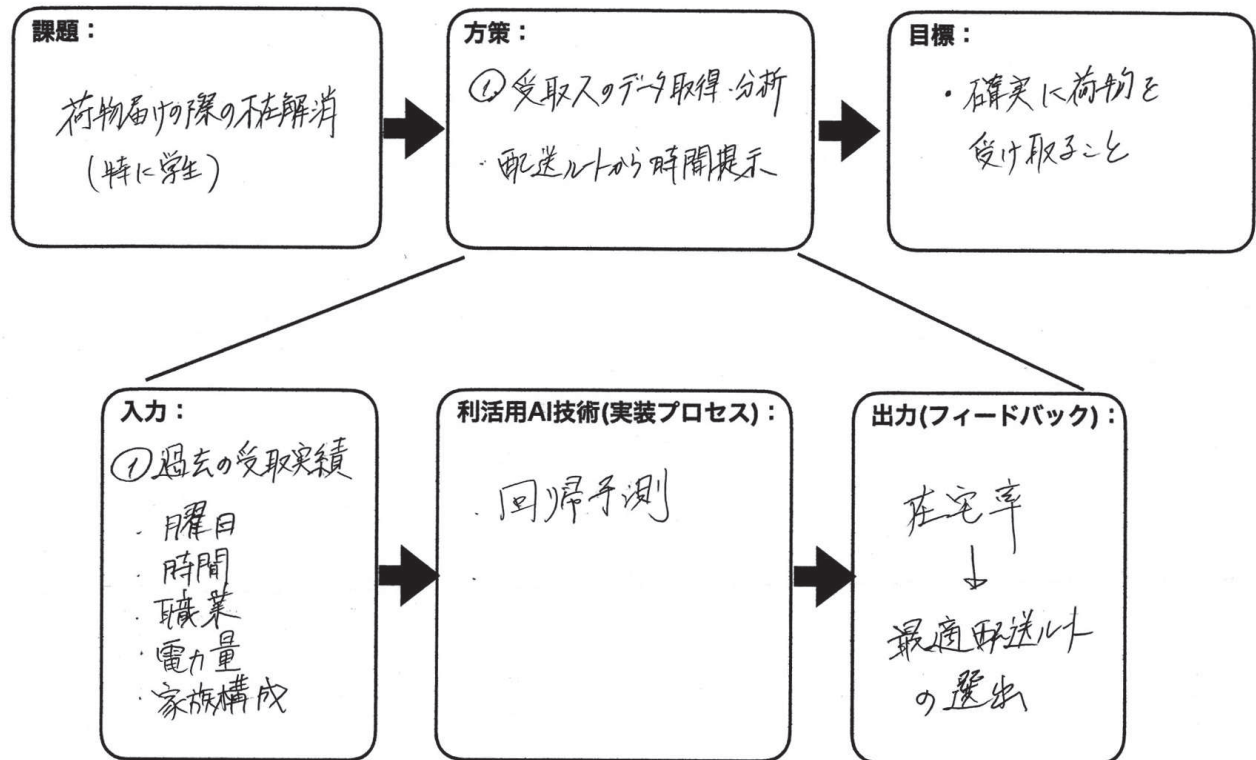 課題：
荷物届けの際の不在解消
(特に学生)
方策：
① 受取人のデータ取得・分析
・配送ルートから時間提示
目標：
・確実に荷物を
受け取ること
入力：
① 過去の受取実績
・曜日
・時間
・職業
・電力量
・家族構成
利活用AI技術(実装プロセス)：
・回帰予測
・
出力(フィードバック)：
在宅率
↓
最適配送ルート
の選出